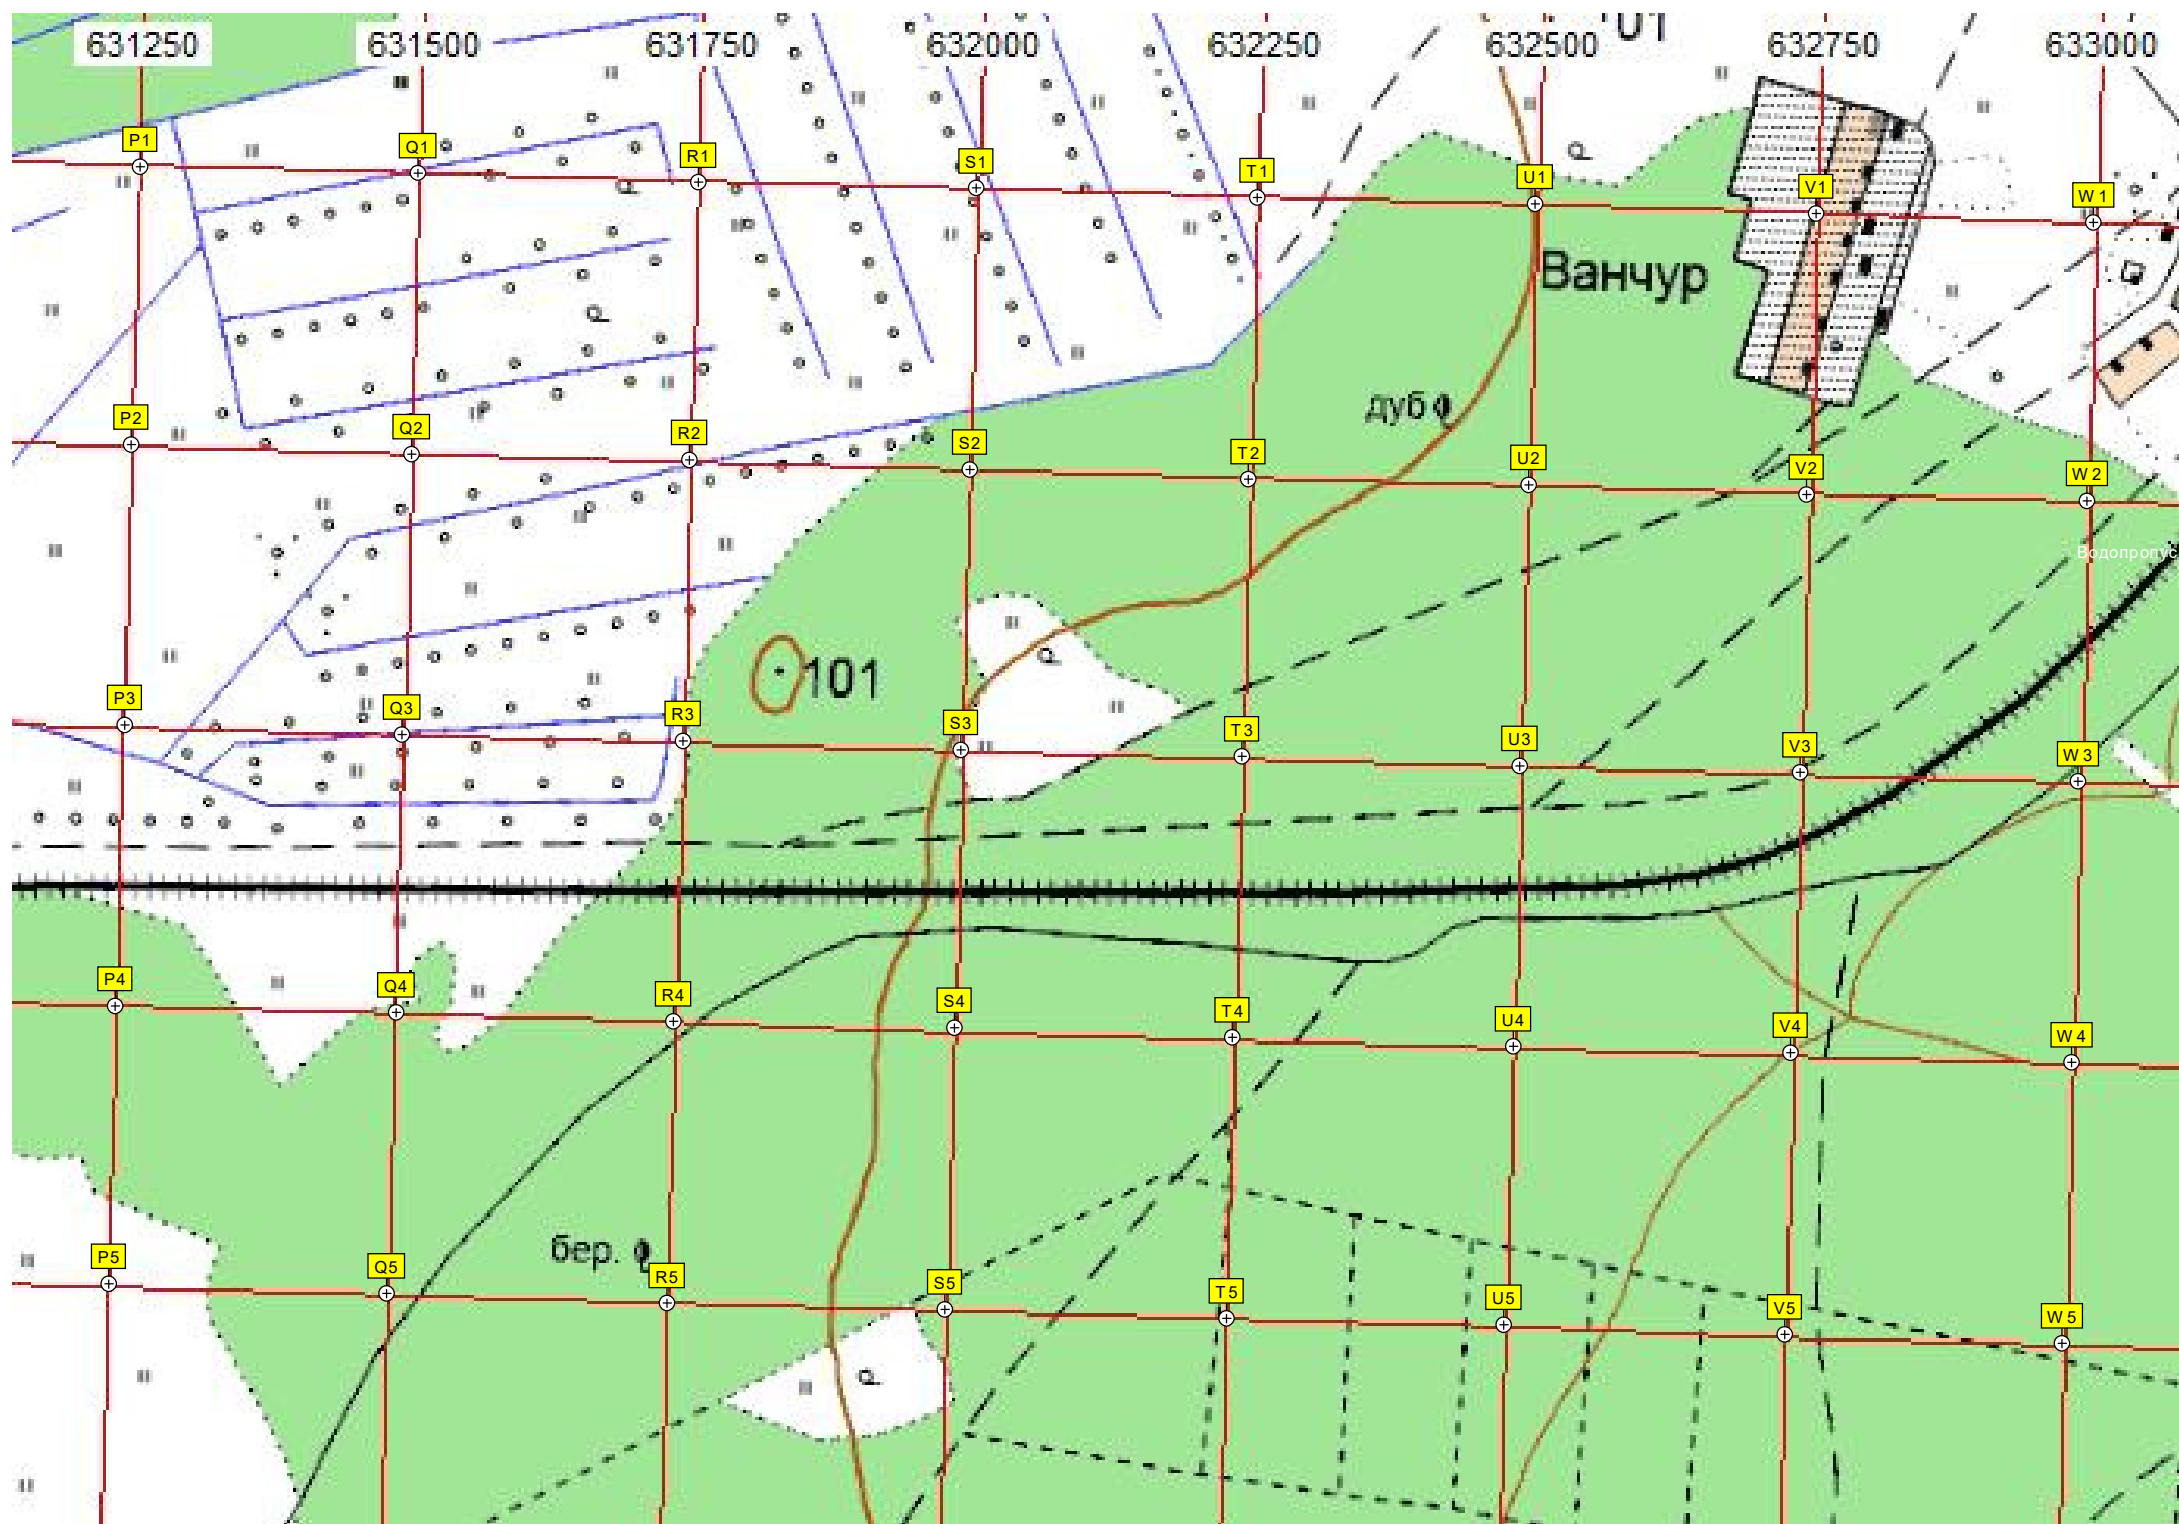 631250 631500 631750 632000 632250 632500 632750 633000
P1 Q1 R1 S1 T1 U1 V1 W1
Ванчур
дуб
P2 Q2 R2 S2 T2 U2 V2 W2
Водопропус
101
P3 Q3 R3 S3 T3 U3 V3 W3
P4 Q4 R4 S4 T4 U4 V4 W4
бер.
P5 Q5 R5 S5 T5 U5 V5 W5